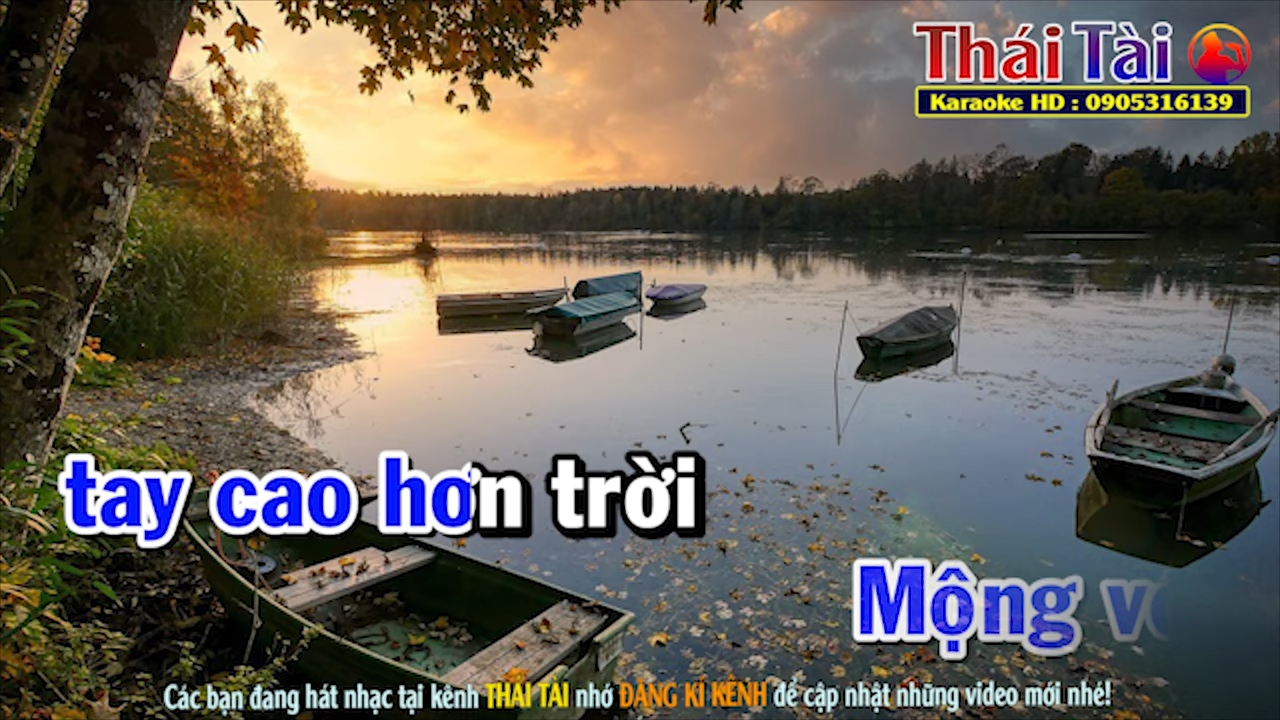 Thái Tài
Karaoke HD : 0905316139
tay cao hơn trời
Mộng
Các bạn đang hát nhạc tại kênh THÁI TÀI nhớ ĐĂNG KÍ KÊNH để cập nhật những video mới nhé!